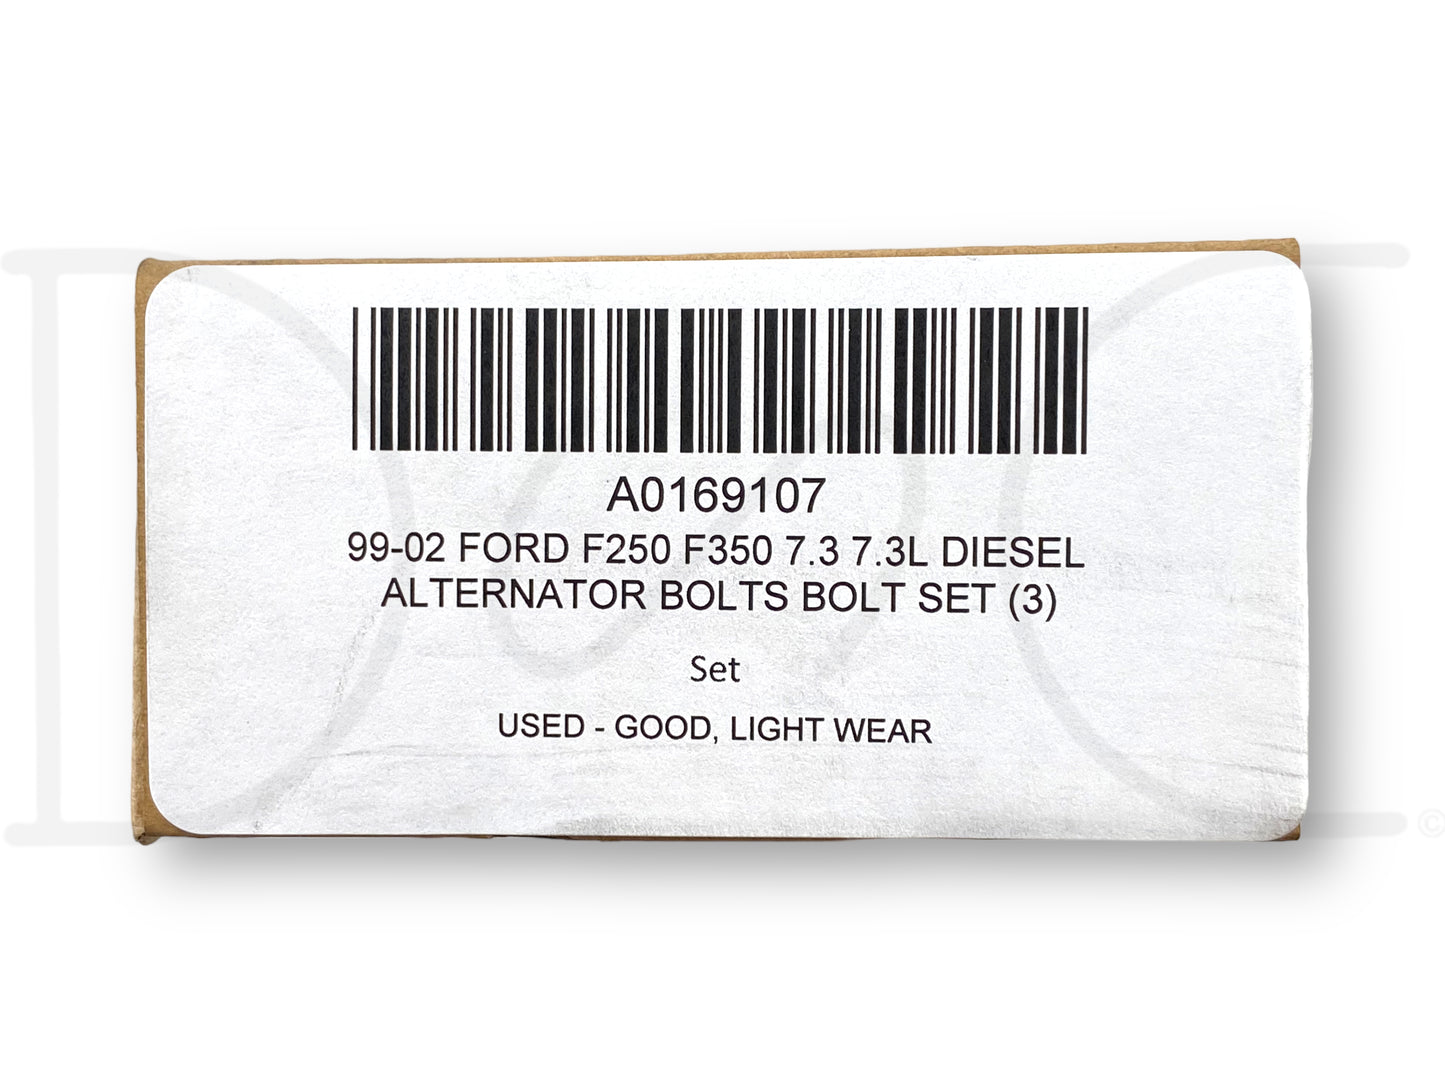 A0169107
99-02 FORD F250 F350 7.3 7.3L DIESEL
ALTERNATOR BOLTS BOLT SET (3)
Set
USED - GOOD, LIGHT WEAR